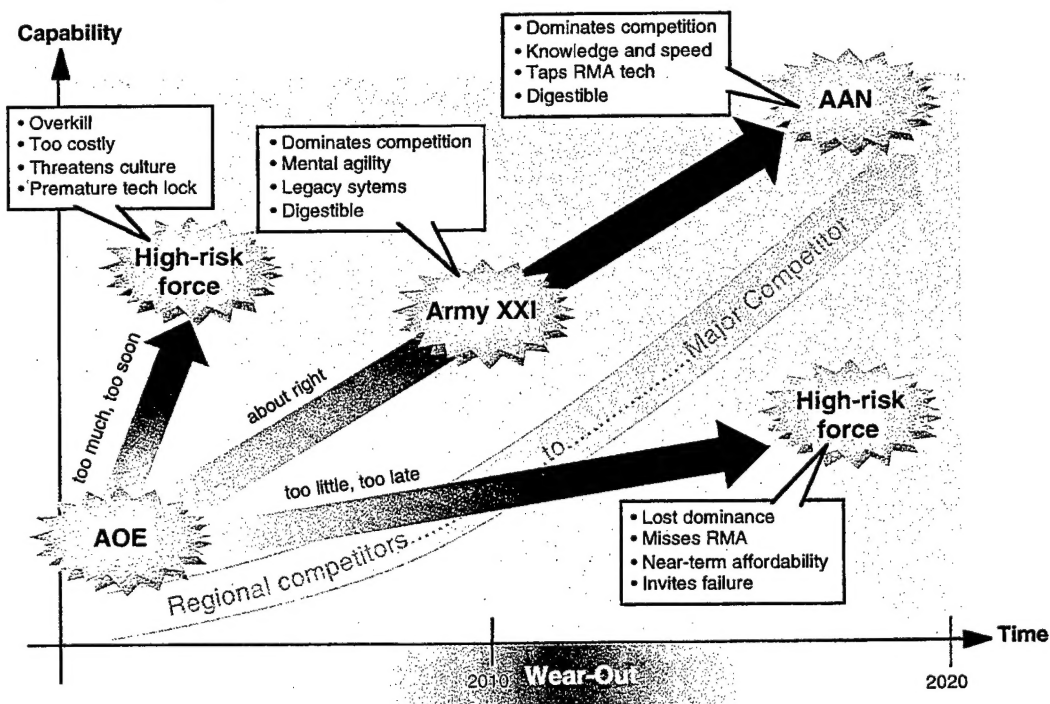 Capability
• Overkill
• Too costly
• Threatens culture
• Premature tech lock
• Dominates competition
• Mental agility
• Legacy sytems
• Digestible
• Dominates competition
• Knowledge and speed
• Taps RMA tech
• Digestible
AAN
High-risk
force
Army XXI
too much, too soon
about right
too little, too late
AOE
Regional competitors........to............Major Competitor
High-risk
force
• Lost dominance
• Misses RMA
• Near-term affordability
• Invites failure
Time
2010
Wear-Out
2020